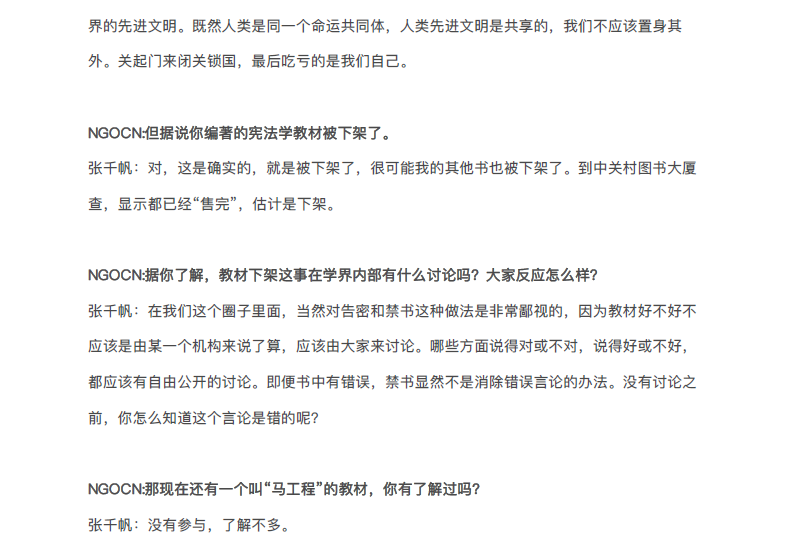 界的先进文明。既然人类是同一个命运共同体，人类先进文明是共享的，我们不应该置身其
外。关起门来闭关锁国，最后吃亏的是我们自己。
NGOCN:但据说你编著的宪法学教材被下架了。
张千帆：对，这是确实的，就是被下架了，很可能我的其他书也被下架了。到中关村图书大厦
查，显示都已经“售完”，估计是下架。
NGOCN:据你了解，教材下架这事在学界内部有什么讨论吗？大家反应怎么样？
张千帆：在我们这个圈子里面，当然对告密和禁书这种做法是非常鄙视的，因为教材好不好不
应该是由某一个机构来说了算，应该由大家来讨论。哪些方面说得对或不对，说得好或不好，
都应该有自由公开的讨论。即便书中有错误，禁书显然不是消除错误言论的办法。没有讨论之
前，你怎么知道这个言论是错的呢？
NGOCN:那现在还有一个叫“马工程”的教材，你有了解过吗？
张千帆：没有参与，了解不多。